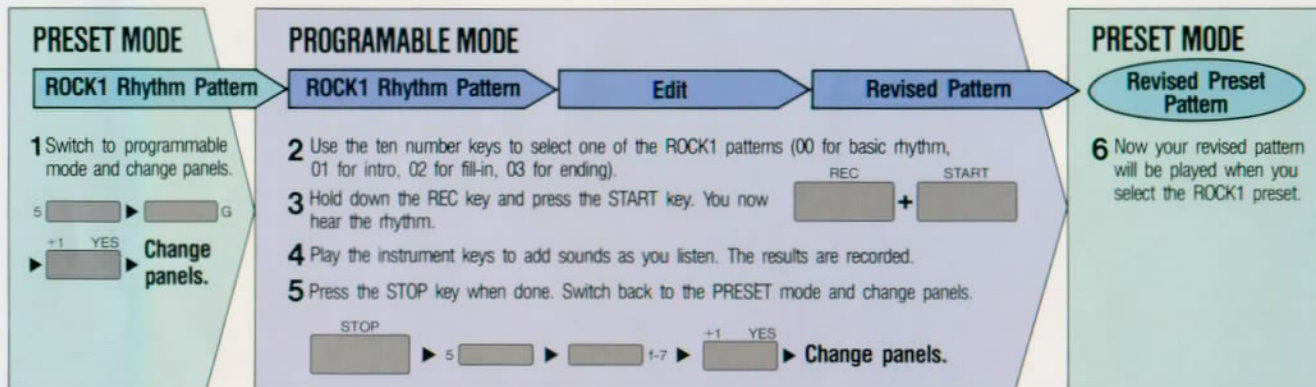 PRESET MODE
ROCK1 Rhythm Pattern
1 Switch to programmable
mode and change panels.
5 ▶ G
+1 YES
▶ ▶ Change
panels.
PROGRAMABLE MODE
ROCK1 Rhythm Pattern
Edit
Revised Pattern
2 Use the ten number keys to select one of the ROCK1 patterns (00 for basic rhythm,
01 for intro, 02 for fill-in, 03 for ending).
3 Hold down the REC key and press the START key. You now
hear the rhythm.
REC START
+
4 Play the instrument keys to add sounds as you listen. The results are recorded.
5 Press the STOP key when done. Switch back to the PRESET mode and change panels.
STOP +1 YES
▶ 5 ▶ f-7 ▶ ▶ Change panels.
PRESET MODE
Revised Preset
Pattern
6 Now your revised pattern
will be played when you
select the ROCK1 preset.